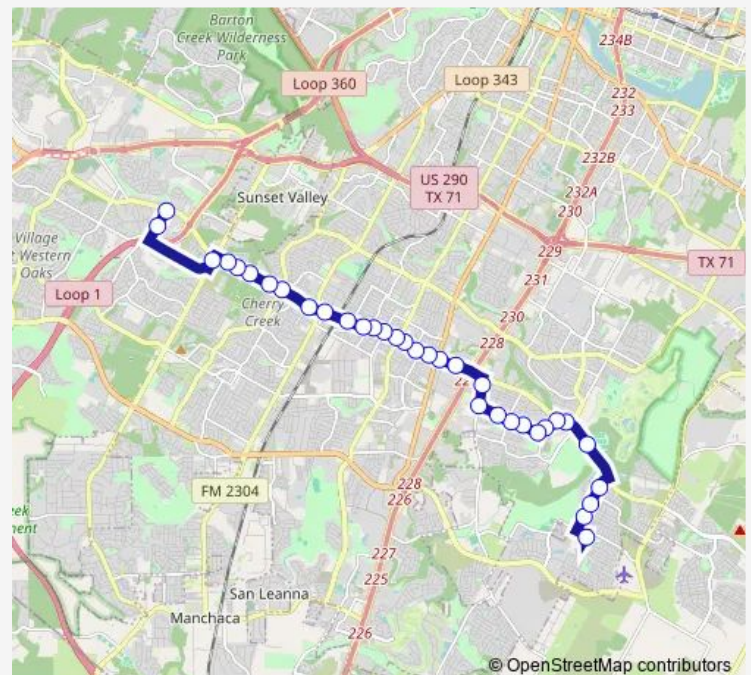 Barton
Creek Wilderness
Park
234B
Loop 360
Loop 343
232
233
232B
US 290
TX 71
232A
230
Sunset Valley
Village
Western
Oaks
229
TX 71
231
Loop 1
Cherry
Creek
230
228
FM 2304
228
226
227
225
San Leanna
Manchaca
226
© OpenStreetMap contributors